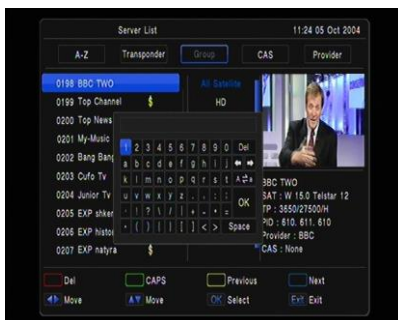 Server List 11:24 05 Oct 2004
A-Z Transponder Group CAS Provider
0198 BBC TWO
All Satellite
0199 Top Channel $
HD
0200 Top News
0201 My-Music
0202 Bang Bang
0203 Cufo Tv
0204 Junior Tv
0205 EXP shker
0206 EXP histor
0207 EXP natyra $
1 2 3 4 5 6 7 8 9 0 Del
a b c d e f g h i j
k l m n o p q r s t A a
u v w x y z
OK
Space
BBC TWO
SAT : W 15.0 Telstar 12
TP : 3650/27500/H
PID : 610. 611. 610
Provider : BBC
CAS : None
Del CAPS Previous Next
Move Move OK Select Exit Exit